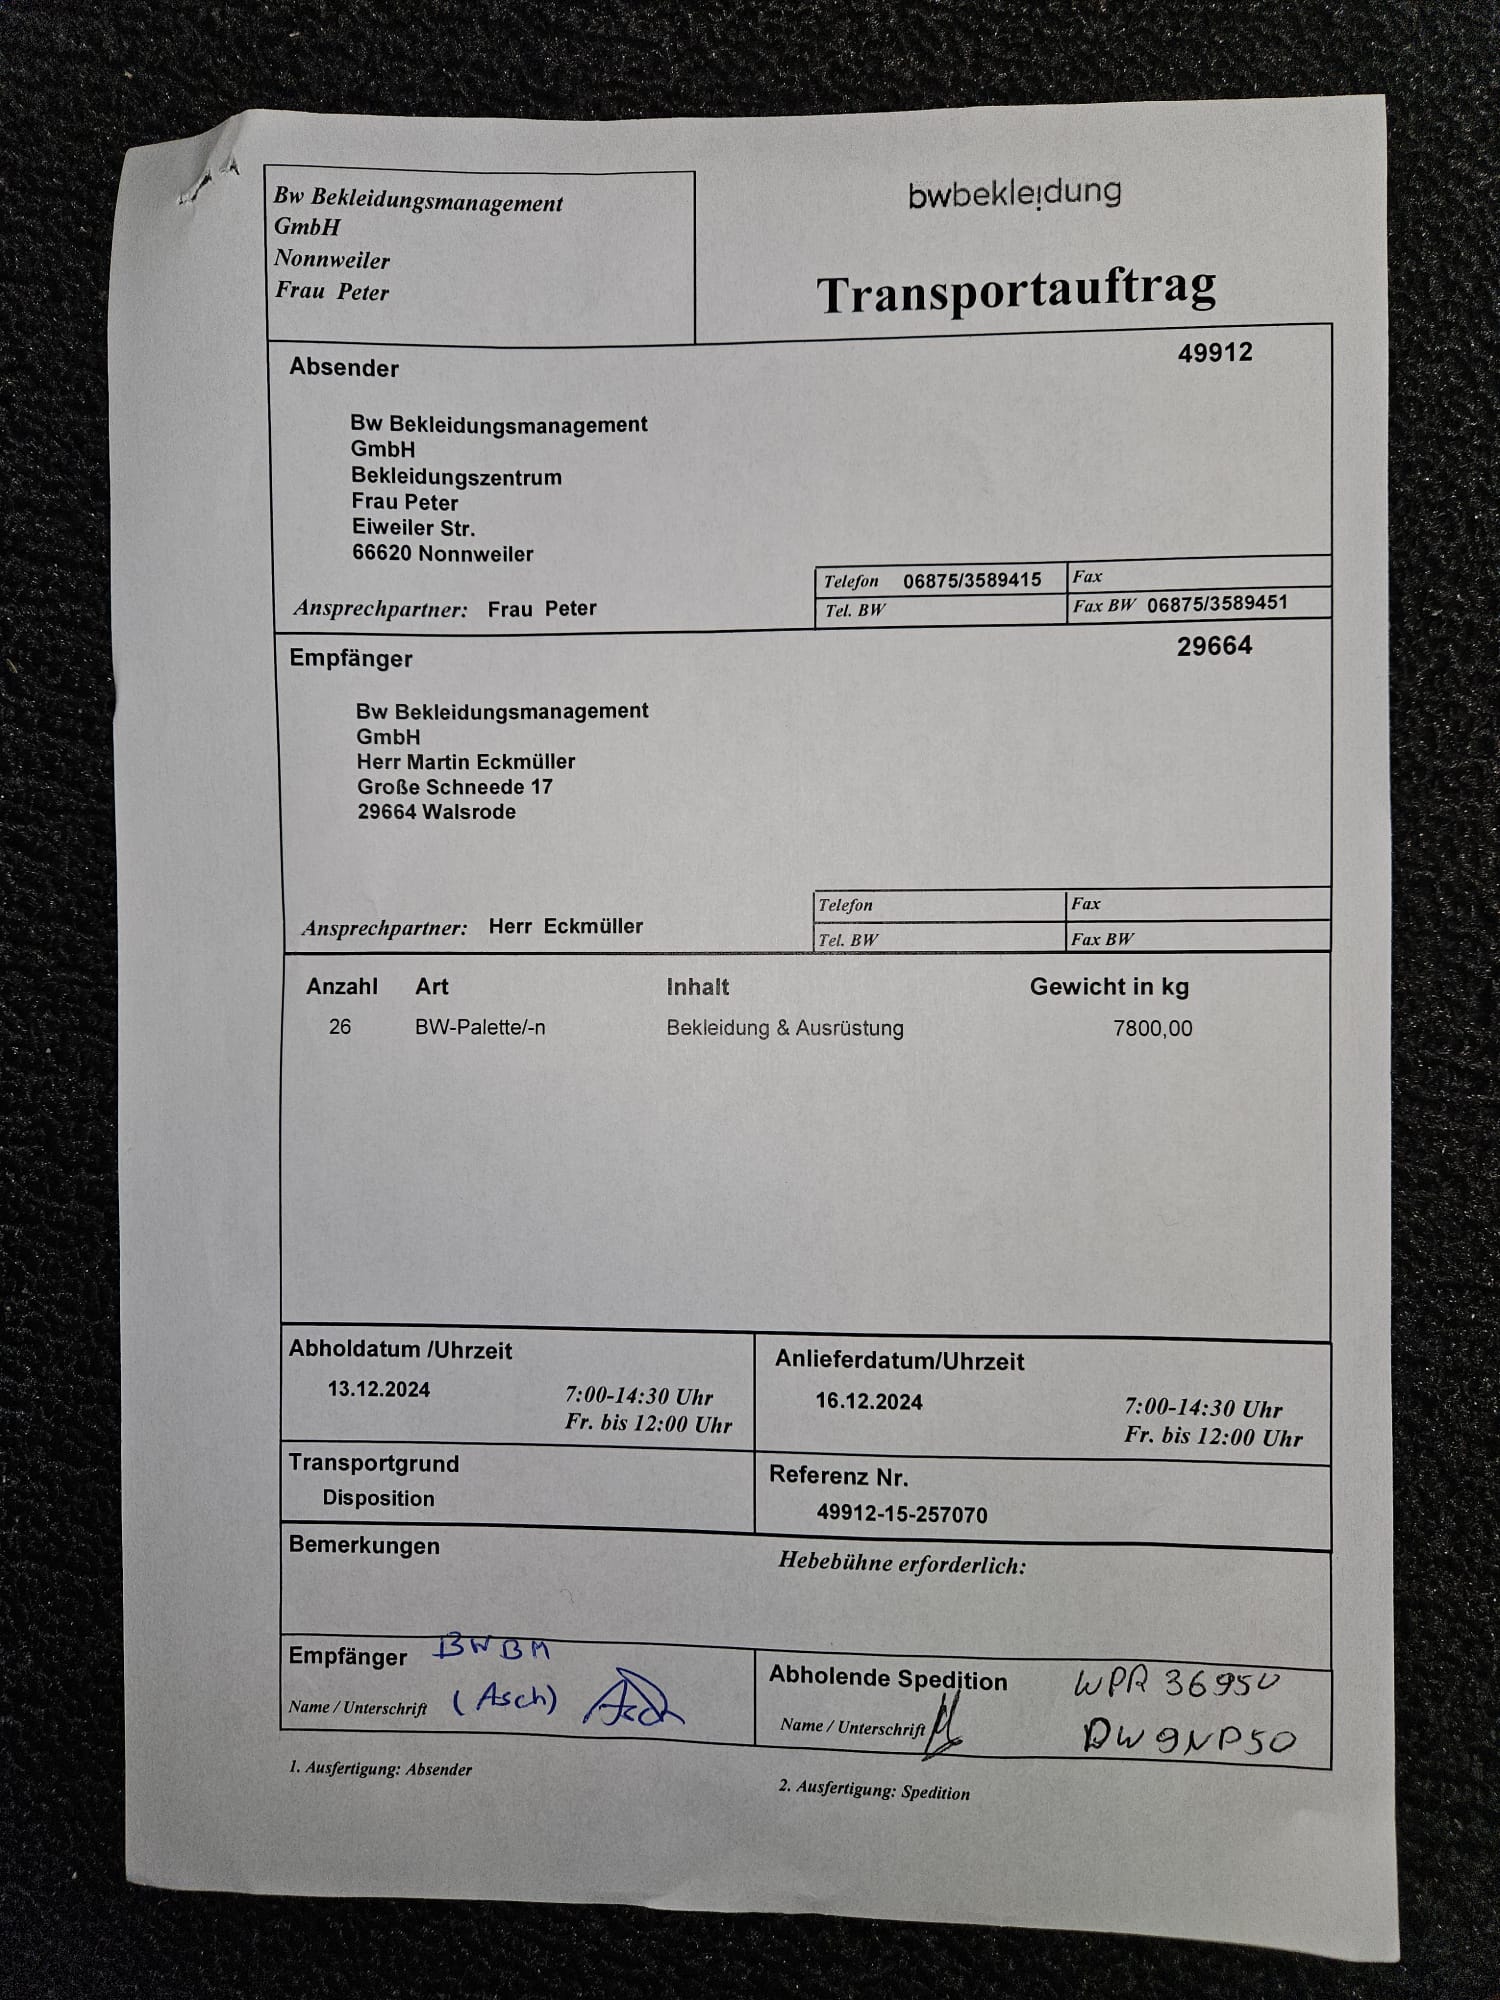 Bw Bekleidungsmanagement
GmbH
Nonnweiler
Frau Peter
bwbekleidung
Transportauftrag
Absender
49912
Bw Bekleidungsmanagement
GmbH
Bekleidungszentrum
Frau Peter
Eiweiler Str.
66620 Nonnweiler
Ansprechpartner: Frau Peter
Telefon 06875/3589415
Fax
Tel. BW
Fax BW 06875/3589451
Empfänger
29664
Bw Bekleidungsmanagement
GmbH
Herr Martin Eckmüller
Große Schneede 17
29664 Walsrode
Ansprechpartner: Herr Eckmüller
Telefon
Fax
Tel. BW
Fax BW
Anzahl Art Inhalt Gewicht in kg
26 BW-Palette/-n Bekleidung & Ausrüstung 7800,00
Abholdatum /Uhrzeit
13.12.2024
7:00-14:30 Uhr
Fr. bis 12:00 Uhr
Anlieferdatum/Uhrzeit
16.12.2024
7:00-14:30 Uhr
Fr. bis 12:00 Uhr
Transportgrund
Disposition
Referenz Nr.
49912-15-257070
Bemerkungen
Hebebühne erforderlich:
Empfänger BWBM
Name / Unterschrift (Asch) Asch
Abholende Spedition WPR 36950
Name / Unterschrift DW9NP50
1. Ausfertigung: Absender
2. Ausfertigung: Spedition